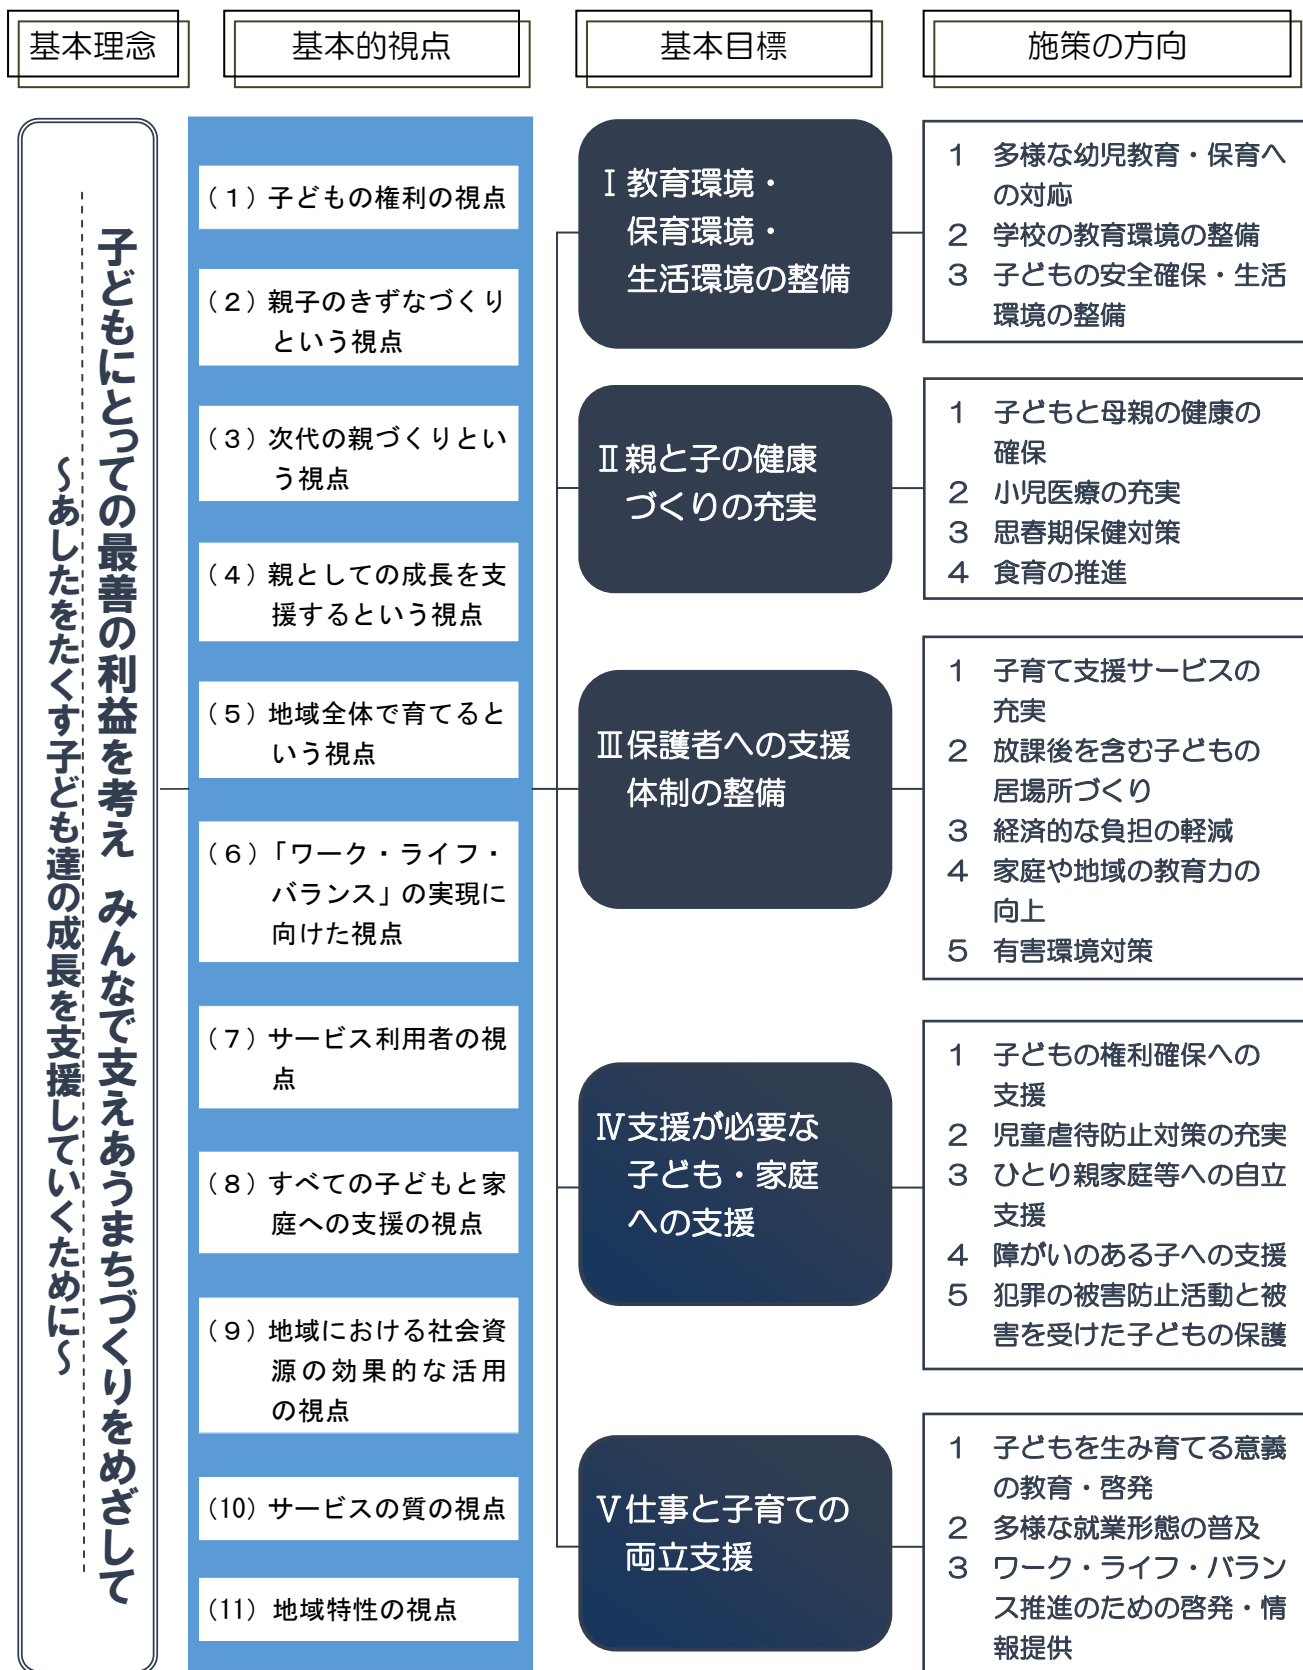 基本理念
基本的視点
基本目標
施策の方向
子どもにとっての最善の利益を考え　みんなで支えあうまちづくりをめざして
～あしたをたくす子ども達の成長を支援していくために～
（１）子どもの権利の視点
（２）親子のきずなづくり
という視点
（３）次代の親づくりとい
う視点
（４）親としての成長を支
援するという視点
（５）地域全体で育てると
いう視点
（６）「ワーク・ライフ・
バランス」の実現に
向けた視点
（７）サービス利用者の視
点
（８）すべての子どもと家
庭への支援の視点
（９）地域における社会資
源の効果的な活用
の視点
（10）サービスの質の視点
（11）地域特性の視点
Ⅰ教育環境・
保育環境・
生活環境の整備
１　多様な幼児教育・保育へ
の対応
２　学校の教育環境の整備
３　子どもの安全確保・生活
環境の整備
Ⅱ親と子の健康
づくりの充実
１　子どもと母親の健康の
確保
２　小児医療の充実
３　思春期保健対策
４　食育の推進
Ⅲ保護者への支援
体制の整備
１　子育て支援サービスの
充実
２　放課後を含む子どもの
居場所づくり
３　経済的な負担の軽減
４　家庭や地域の教育力の
向上
５　有害環境対策
Ⅳ支援が必要な
子ども・家庭
への支援
１　子どもの権利確保への
支援
２　児童虐待防止対策の充実
３　ひとり親家庭等への自立
支援
４　障がいのある子への支援
５　犯罪の被害防止活動と被
害を受けた子どもの保護
Ⅴ仕事と子育ての
両立支援
１　子どもを生み育てる意義
の教育・啓発
２　多様な就業形態の普及
３　ワーク・ライフ・バラン
ス推進のための啓発・情
報提供